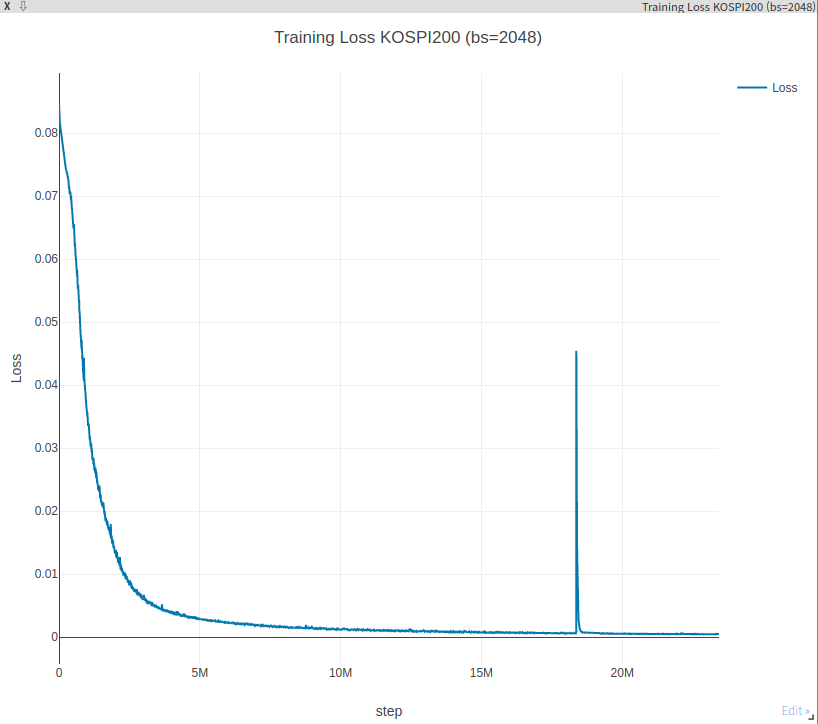 X ⇩ Training Loss KOSPI200 (bs=2048)
Training Loss KOSPI200 (bs=2048)
Loss
0.08
0.07
0.06
0.05
0.04
Loss
0.03
0.02
0.01
0
0 5M 10M 15M 20M
step
Edit »